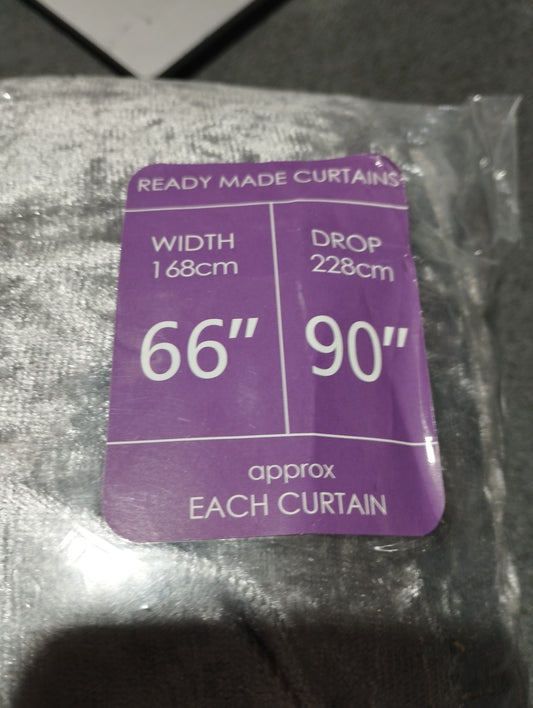 READY MADE CURTAINS
WIDTH
168cm
66"
DROP
228cm
90"
approx
EACH CURTAIN